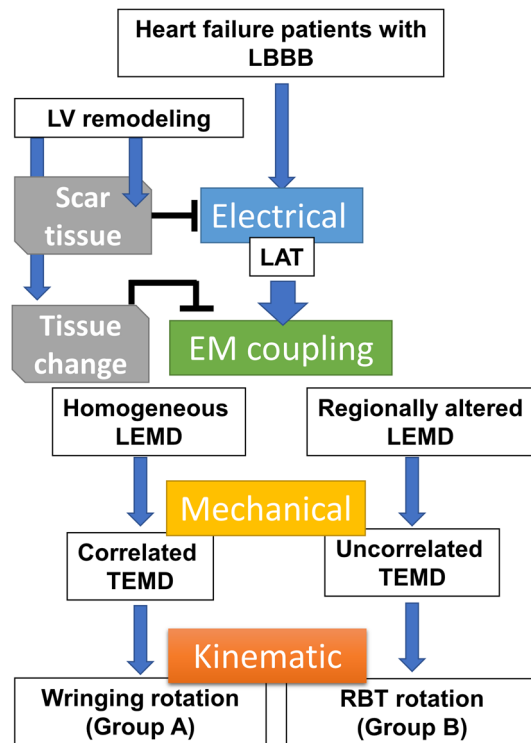 Heart failure patients with
LBBB
LV remodeling
Scar
tissue
Electrical
LAT
Tissue
change
EM coupling
Homogeneous
LEMD
Regionally altered
LEMD
Mechanical
Correlated
TEMD
Uncorrelated
TEMD
Kinematic
Wringing rotation
(Group A)
RBT rotation
(Group B)